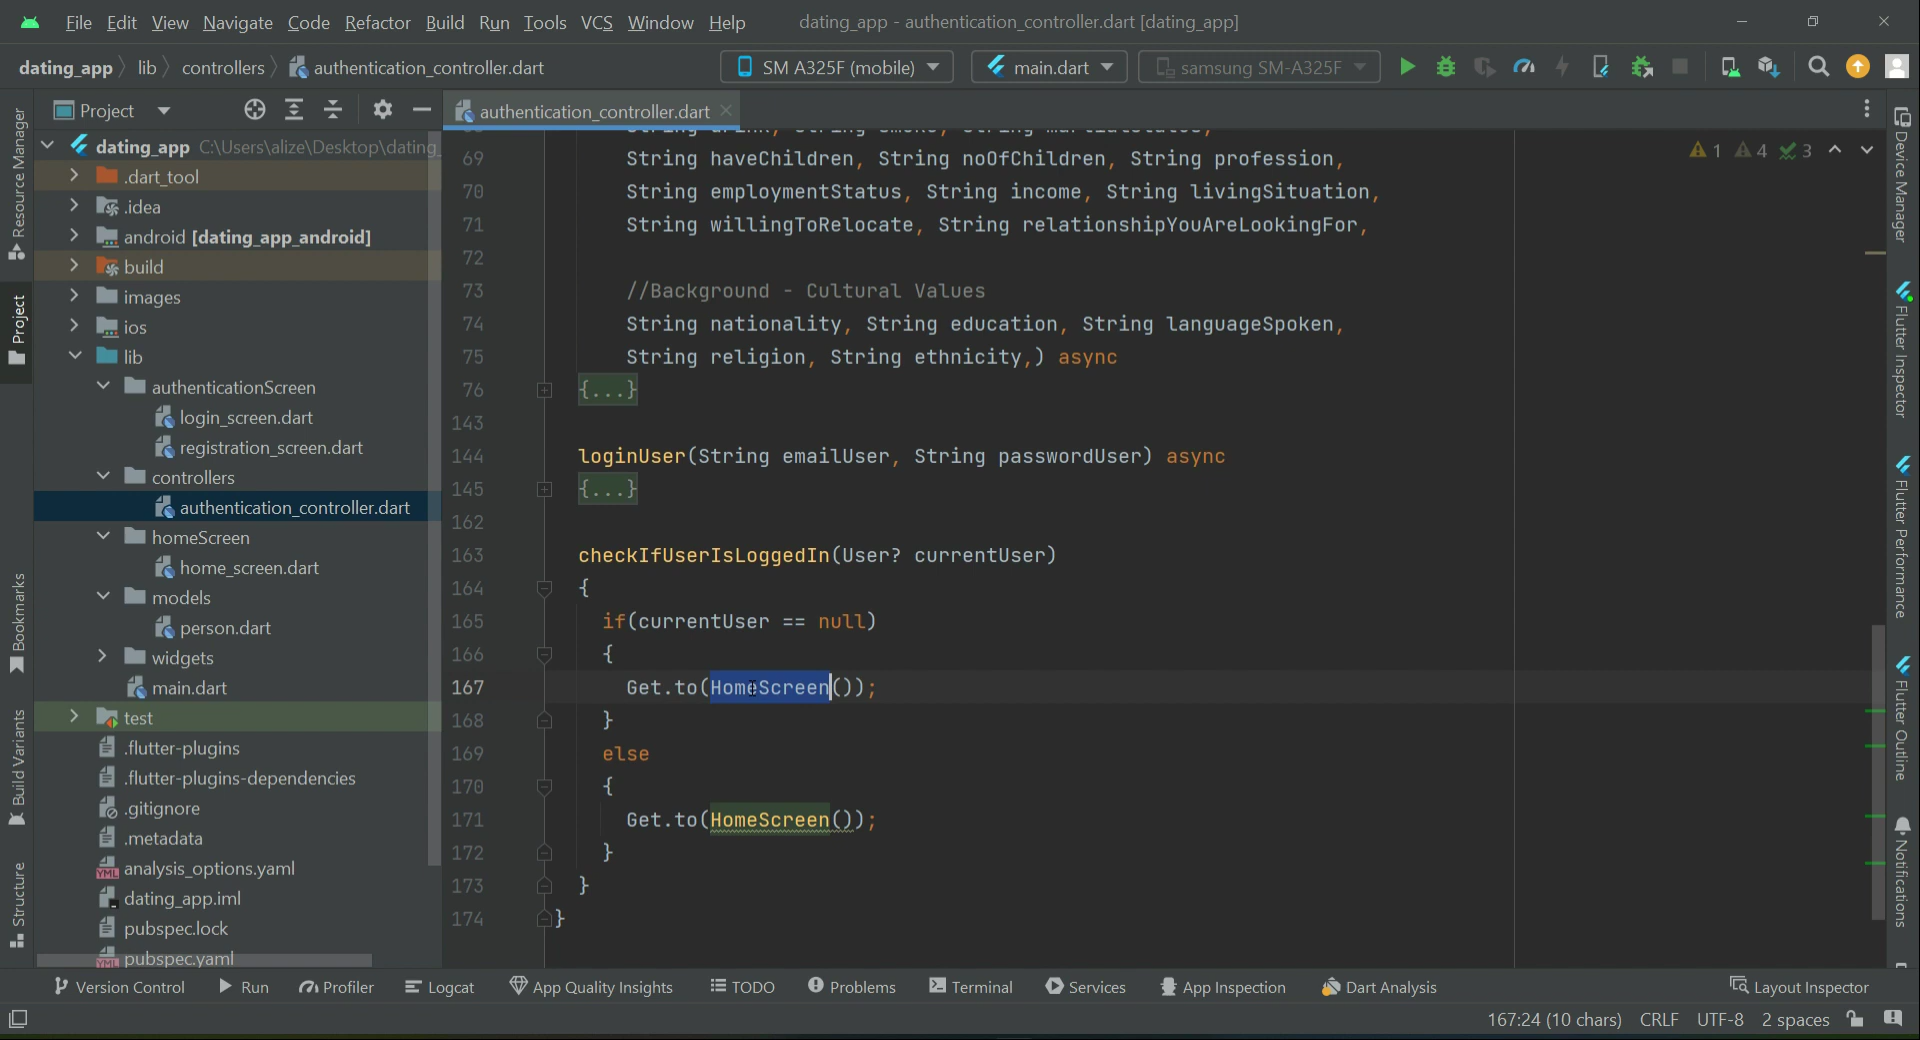 File Edit View Navigate Code Refactor Build Run Tools VCS Window Help dating_app - authentication_controller.dart [dating_app]
dating_app lib controllers authentication_controller.dart SM A325F (mobile) main.dart samsung SM-A325F
Project authentication_controller.dart
dating_app C:\Users\alize\Desktop\dating_
.dart_tool
.idea
android [dating_app_android]
build
images
ios
lib
authenticationScreen
login_screen.dart
registration_screen.dart
controllers
authentication_controller.dart
homeScreen
home_screen.dart
models
person.dart
widgets
main.dart
test
.flutter-plugins
.flutter-plugins-dependencies
.gitignore
.metadata
analysis_options.yaml
dating_app.iml
pubspec.lock
pubspec.yaml
69 String haveChildren, String noOfChildren, String profession,
70 String employmentStatus, String income, String livingSituation,
71 String willingToRelocate, String relationshipYouAreLookingFor,
72
73 //Background - Cultural Values
74 String nationality, String education, String languageSpoken,
75 String religion, String ethnicity,) async
76 {...}
143
144 loginUser(String emailUser, String passwordUser) async
145 {...}
162
163 checkIfUserIsLoggedIn(User? currentUser)
164 {
165 if(currentUser == null)
166 {
167 Get.to(HomeScreen());
168 }
169 else
170 {
171 Get.to(HomeScreen());
172 }
173 }
174 }
1 4 3
Resource Manager
Project
Bookmarks
Build Variants
Structure
Device Manager
Flutter Inspector
Flutter Performance
Flutter Outline
Notifications
Version Control Run Profiler Logcat App Quality Insights TODO Problems Terminal Services App Inspection Dart Analysis Layout Inspector
167:24 (10 chars) CRLF UTF-8 2 spaces